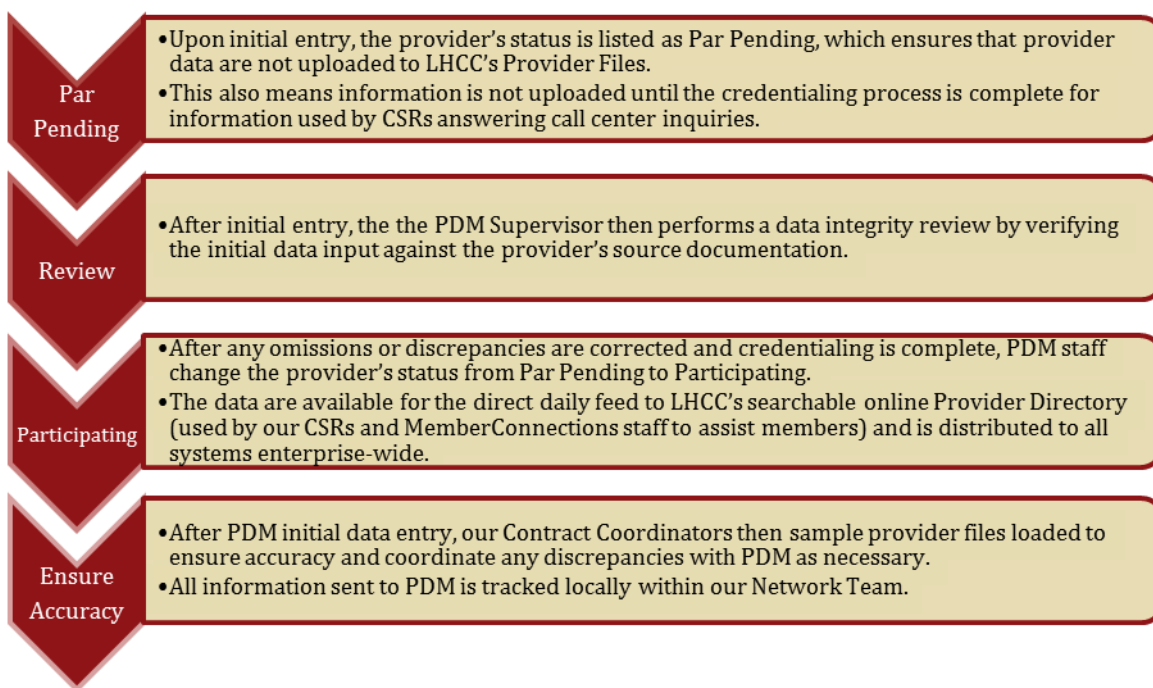 Par
Pending
•Upon initial entry, the provider's status is listed as Par Pending, which ensures that provider
data are not uploaded to LHCC's Provider Files.
•This also means information is not uploaded until the credentialing process is complete for
information used by CSRs answering call center inquiries.
Review
•After initial entry, the the PDM Supervisor then performs a data integrity review by verifying
the initial data input against the provider's source documentation.
Participating
•After any omissions or discrepancies are corrected and credentialing is complete, PDM staff
change the provider's status from Par Pending to Participating.
•The data are available for the direct daily feed to LHCC's searchable online Provider Directory
(used by our CSRs and MemberConnections staff to assist members) and is distributed to all
systems enterprise-wide.
Ensure
Accuracy
•After PDM initial data entry, our Contract Coordinators then sample provider files loaded to
ensure accuracy and coordinate any discrepancies with PDM as necessary.
•All information sent to PDM is tracked locally within our Network Team.